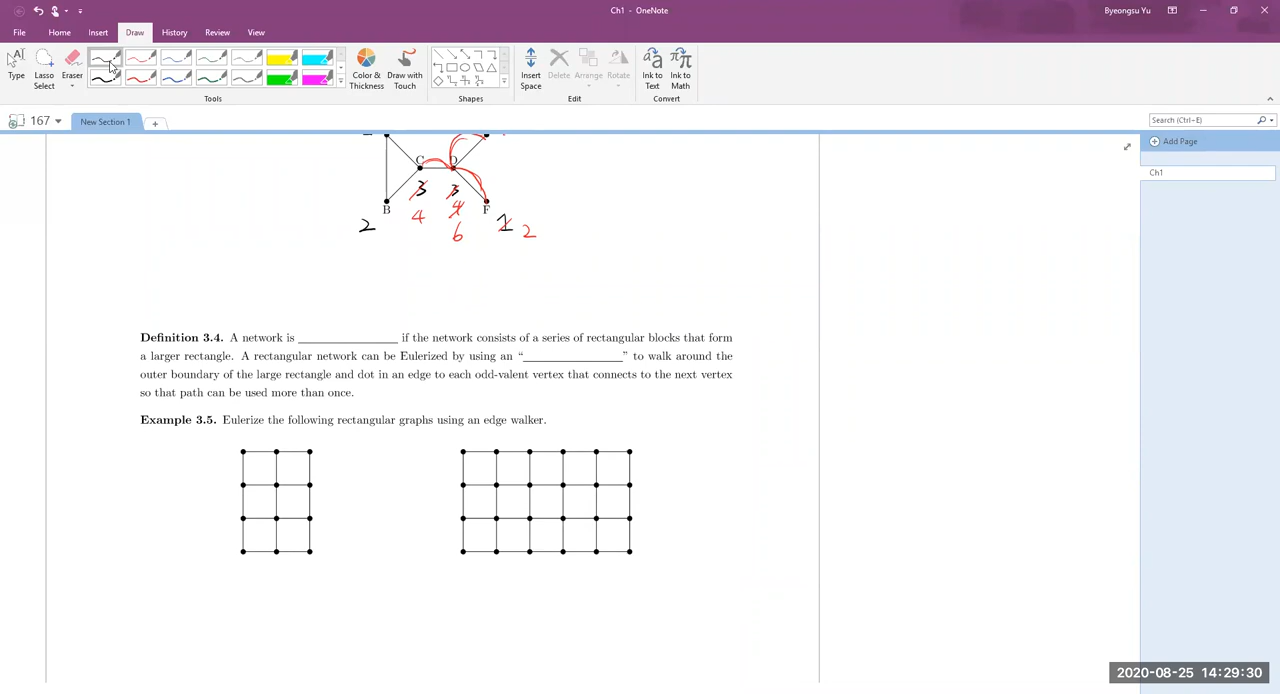 Ch1 - OneNote
Byeongsu Yu
File Home Insert Draw History Review View
Type
Lasso Select
Eraser
Color & Thickness
Draw with Touch
Insert Space
Delete
Arrange
Rotate
Ink to Text
Ink to Math
Tools
Shapes
Edit
Convert
167
New Section 1
Search (Ctrl+E)
Add Page
Ch1
C
3 3
B 4 4 F
2 6 1 2
Definition 3.4. A network is ________________ if the network consists of a series of rectangular blocks that form
a larger rectangle. A rectangular network can be Eulerized by using an “________________” to walk around the
outer boundary of the large rectangle and dot in an edge to each odd-valent vertex that connects to the next vertex
so that path can be used more than once.
Example 3.5. Eulerize the following rectangular graphs using an edge walker.
2020-08-25 14:29:30